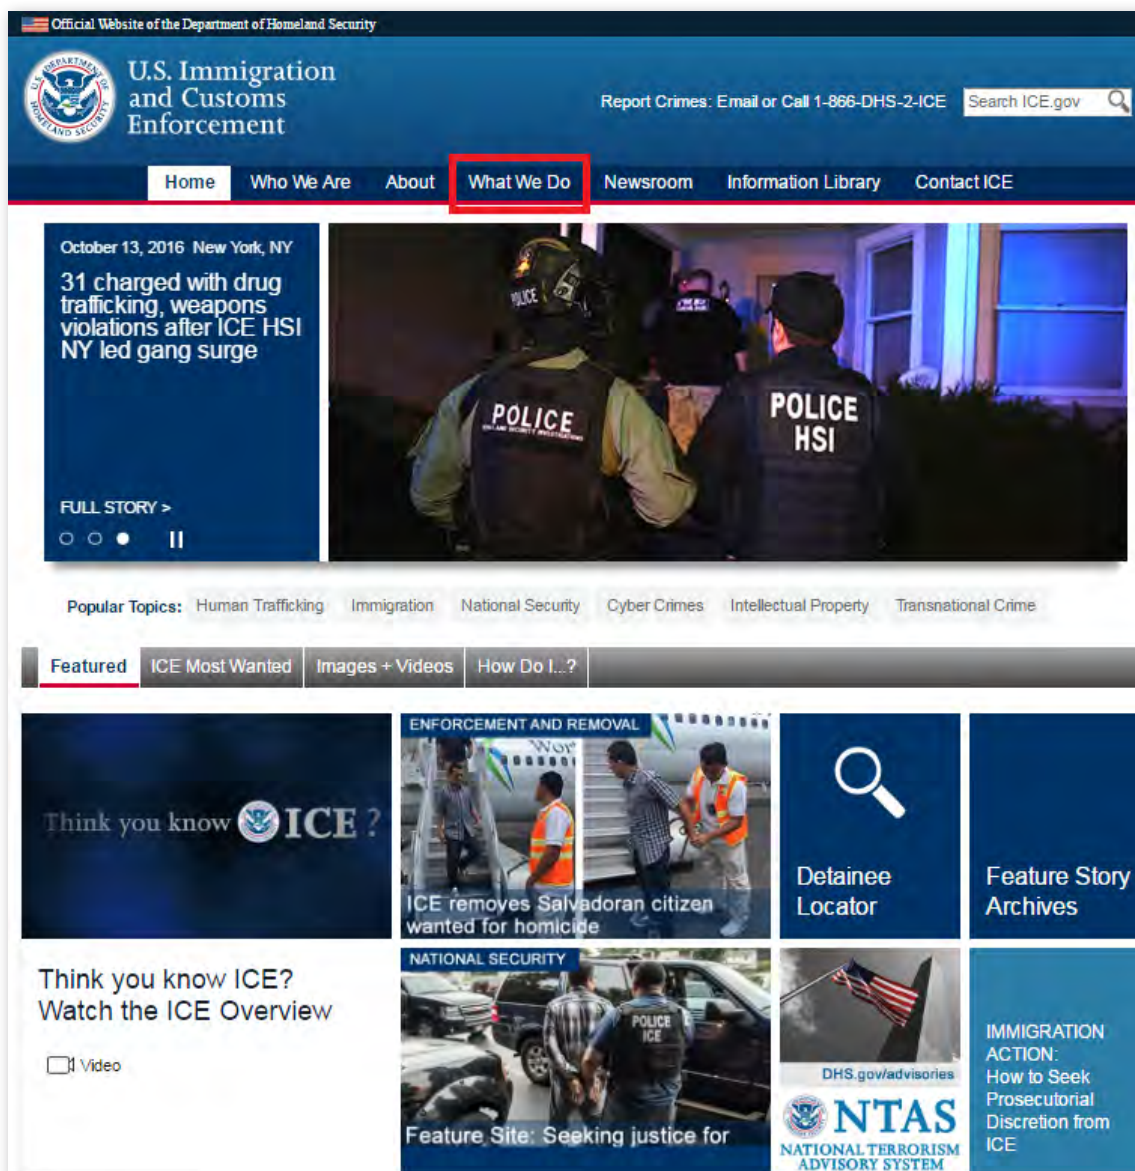 Official Website of the Department of Homeland Security
U.S. DEPARTMENT OF
HOMELAND SECURITY
U.S. Immigration
and Customs
Enforcement
Report Crimes: Email or Call 1-866-DHS-2-ICE
Search ICE.gov
Home Who We Are About What We Do Newsroom Information Library Contact ICE
October 13, 2016 New York, NY
31 charged with drug
trafficking, weapons
violations after ICE HSI
NY led gang surge
FULL STORY >
POLICE
POLICE
POLICE
HSI
Popular Topics: Human Trafficking Immigration National Security Cyber Crimes Intellectual Property Transnational Crime
Featured ICE Most Wanted Images + Videos How Do I...?
Think you know ICE ?
ENFORCEMENT AND REMOVAL
Wor
ICE removes Salvadoran citizen
wanted for homicide
Detainee
Locator
Feature Story
Archives
Think you know ICE?
Watch the ICE Overview
Video
NATIONAL SECURITY
POLICE
ICE
Feature Site: Seeking justice for
DHS.gov/advisories
NTAS
NATIONAL TERRORISM
ADVISORY SYSTEM
IMMIGRATION
ACTION:
How to Seek
Prosecutorial
Discretion from
ICE